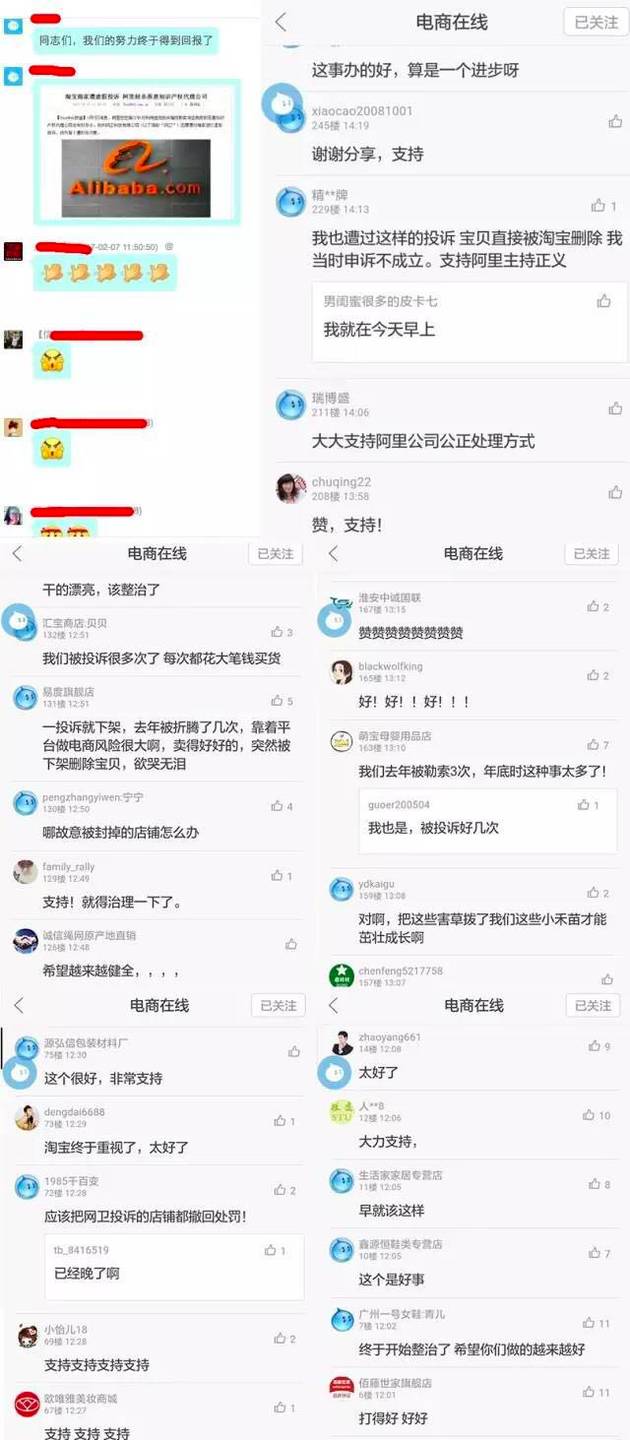 同志们，我们的努力终于得到回报了
淘宝商家遭虚假投诉 阿里封杀恶意知识产权代理公司
Alibaba.com
7-02-07 11:50:50)
电商在线
已关注
这事办的好，算是一个进步呀
xiaocao20081001
245楼 14:19
谢谢分享，支持
精**牌
229楼 14:13
1
我也遭过这样的投诉 宝贝直接被淘宝删除 我
当时申诉不成立。支持阿里主持正义
男闺蜜很多的皮卡七
我就在今天早上
瑞博盛
211楼 14:06
大大支持阿里公司公正处理方式
chuqing22
208楼 13:58
赞，支持！
电商在线
已关注
干的漂亮，该整治了
汇宝商店:贝贝
132楼 12:51
3
我们被投诉很多次了 每次都花大笔钱买货
易度旗舰店
131楼 12:51
5
一投诉就下架，去年被折腾了几次，靠着平
台做电商风险很大啊，卖得好好的，突然被
下架删除宝贝，欲哭无泪
pengzhangyiwen:宁宁
130楼 12:50
4
哪故意被封掉的店铺怎么办
family_rally
129楼 12:49
1
支持！就得治理一下了。
诚信绳网原产地直销
126楼 12:48
希望越来越健全，，，，
电商在线
已关注
淮安中诚国联
167楼 13:15
2
赞赞赞赞赞赞赞赞
blackwolfking
165楼 13:12
2
好！好！！好！！！
萌宝母婴用品店
163楼 13:10
7
我们去年被勒索3次，年底时这种事太多了！
guoer200504
1
我也是，被投诉好几次
ydkaigu
159楼 13:08
2
对啊，把这些害草拨了我们这些小禾苗才能
茁壮成长啊
chenfeng5217758
157楼 13:07
电商在线
已关注
源弘信包装材料厂
75楼 12:30
这个很好，非常支持
dengdai6688
73楼 12:29
1
淘宝终于重视了，太好了
1985千百变
72楼 12:28
2
应该把网卫投诉的店铺都撤回处罚！
tb_8416519
1
已经晚了啊
小怡儿18
69楼 12:28
2
支持支持支持支持
欧唯雅美妆商城
67楼 12:27
1
支持 支持 支持
电商在线
已关注
zhaoyang661
14楼 12:08
9
太好了
人**8
12楼 12:06
10
大力支持，
生活家家居专营店
11楼 12:05
8
早就该这样
鑫源恒鞋类专营店
10楼 12:05
7
这个是好事
广州一号女鞋:青儿
7楼 12:02
11
终于开始整治了 希望你们做的越来越好
佰藤世家旗舰店
6楼 12:01
11
打得好 好好